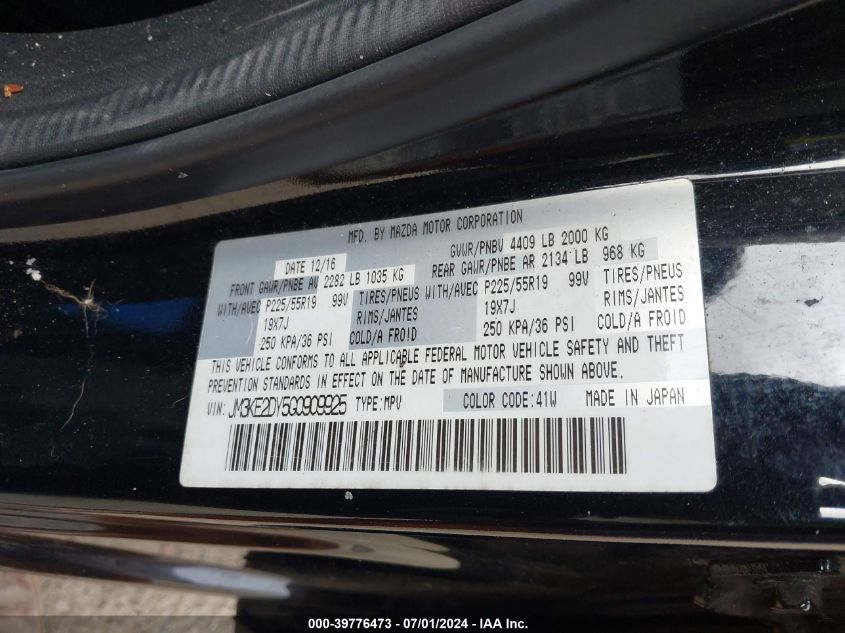 MFD. BY MAZDA MOTOR CORPORATION
DATE 12/16 GVWR/PNBV 4409 LB 2000 KG
FRONT GAWR/PNBE AV 2282 LB 1035 KG REAR GAWR/PNBE AR 2134 LB 968 KG
WITH/AVEC P225/55R19 99V TIRES/PNEUS WITH/AVEC P225/55R19 99V TIRES/PNEUS
19X7J RIMS/JANTES 19X7J RIMS/JANTES
250 KPA/36 PSI COLD/A FROID 250 KPA/36 PSI COLD/A FROID
THIS VEHICLE CONFORMS TO ALL APPLICABLE FEDERAL MOTOR VEHICLE SAFETY AND THEFT
PREVENTION STANDARDS IN EFFECT ON THE DATE OF MANUFACTURE SHOWN ABOVE.
VIN: JM3KE2DY5G0909925 TYPE:MPV COLOR CODE:41W MADE IN JAPAN
000-39776473 - 07/01/2024 - IAA Inc.